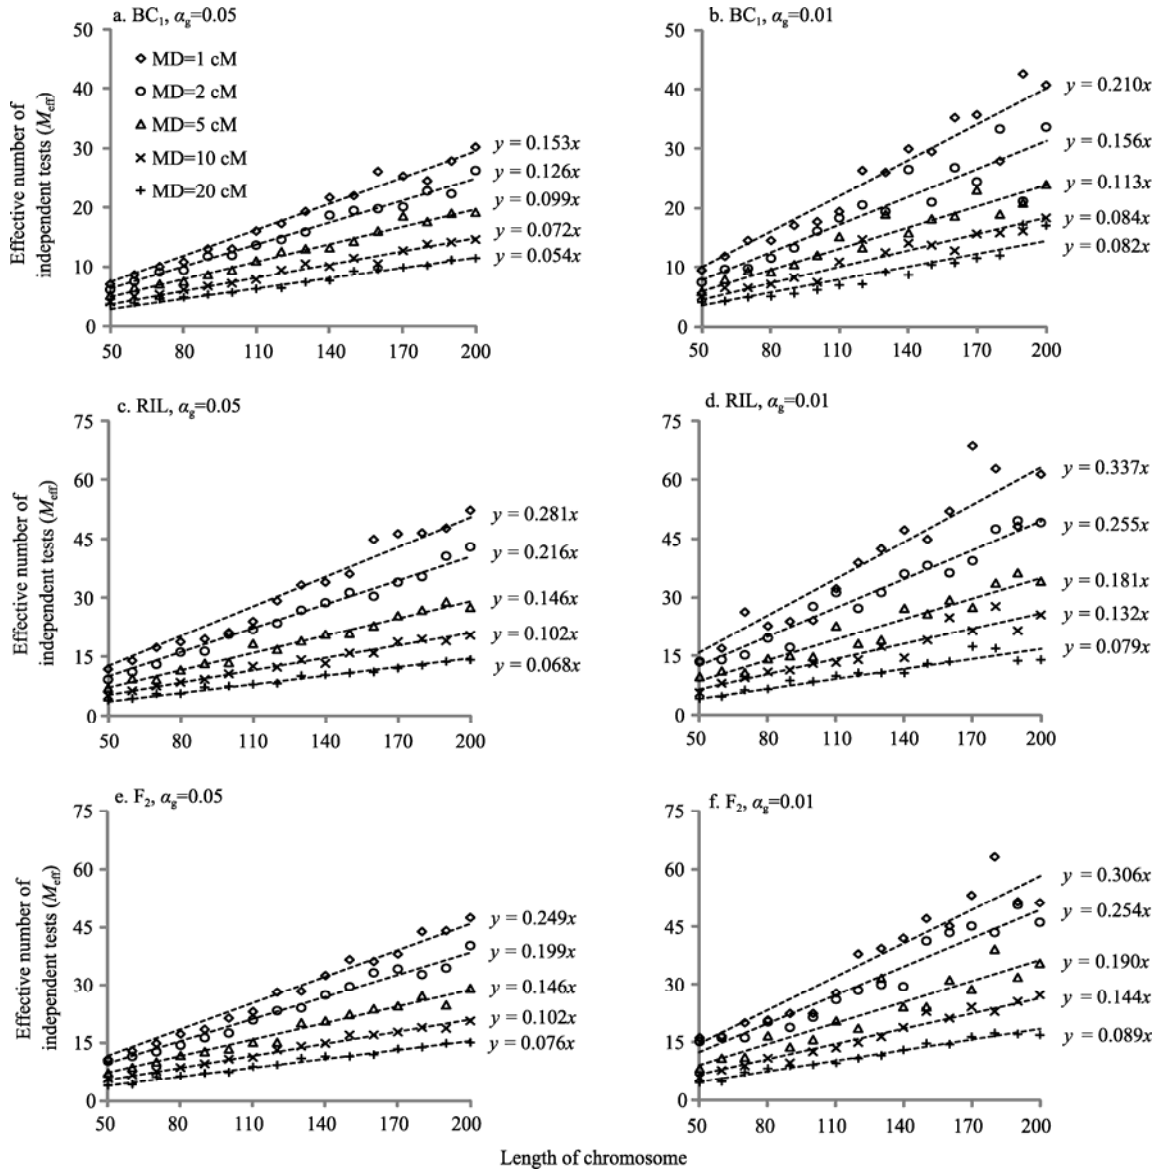 a. BC₁, αg=0.05
50
40
30
20
10
0
50
80
110
140
170
200
MD=1 cM
MD=2 cM
MD=5 cM
MD=10 cM
MD=20 cM
y = 0.153x
y = 0.126x
y = 0.099x
y = 0.072x
y = 0.054x
Effective number of
independent tests (Meff)
b. BC₁, αg=0.01
50
40
30
20
10
0
50
80
110
140
170
200
y = 0.210x
y = 0.156x
y = 0.113x
y = 0.084x
y = 0.082x
c. RIL, αg=0.05
75
60
45
30
15
0
50
80
110
140
170
200
y = 0.281x
y = 0.216x
y = 0.146x
y = 0.102x
y = 0.068x
Effective number of
independent tests (Meff)
d. RIL, αg=0.01
75
60
45
30
15
0
50
80
110
140
170
200
y = 0.337x
y = 0.255x
y = 0.181x
y = 0.132x
y = 0.079x
e. F₂, αg=0.05
75
60
45
30
15
0
50
80
110
140
170
200
y = 0.249x
y = 0.199x
y = 0.146x
y = 0.102x
y = 0.076x
Effective number of
independent tests (Meff)
f. F₂, αg=0.01
75
60
45
30
15
0
50
80
110
140
170
200
y = 0.306x
y = 0.254x
y = 0.190x
y = 0.144x
y = 0.089x
Length of chromosome